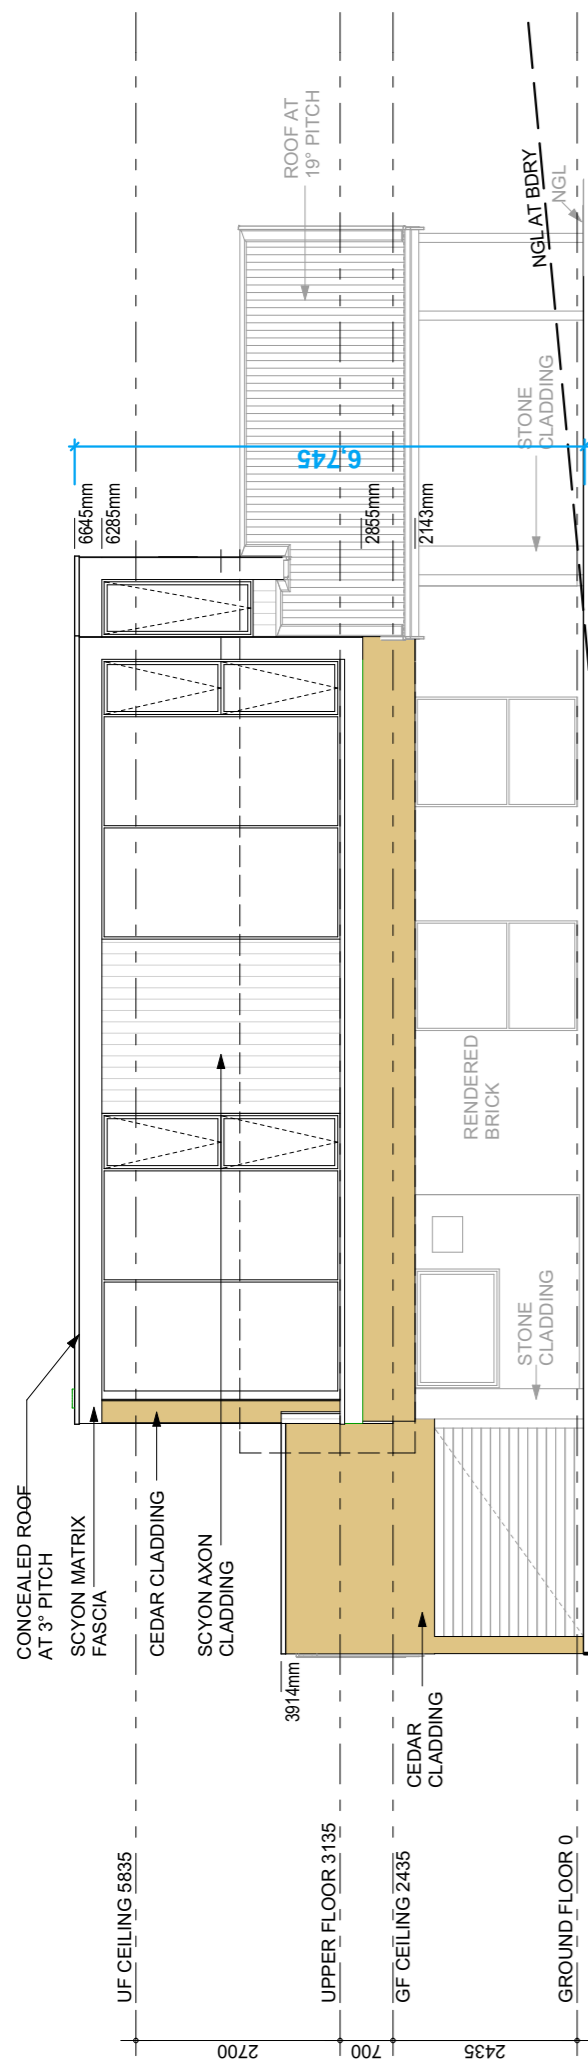 CONCEALED ROOF
AT 3° PITCH
SCYON MATRIX
FASCIA
CEDAR CLADDING
SCYON AXON
CLADDING
3914mm
CEDAR
CLADDING
UF CEILING 5835
UPPER FLOOR 3135
GF CEILING 2435
GROUND FLOOR 0
2700
700
2435
STONE
CLADDING
RENDERED
BRICK
6645mm
6285mm
2855mm
2143mm
6,745
STONE
CLADDING
ROOF AT
19° PITCH
NGL AT BDRY
NGL